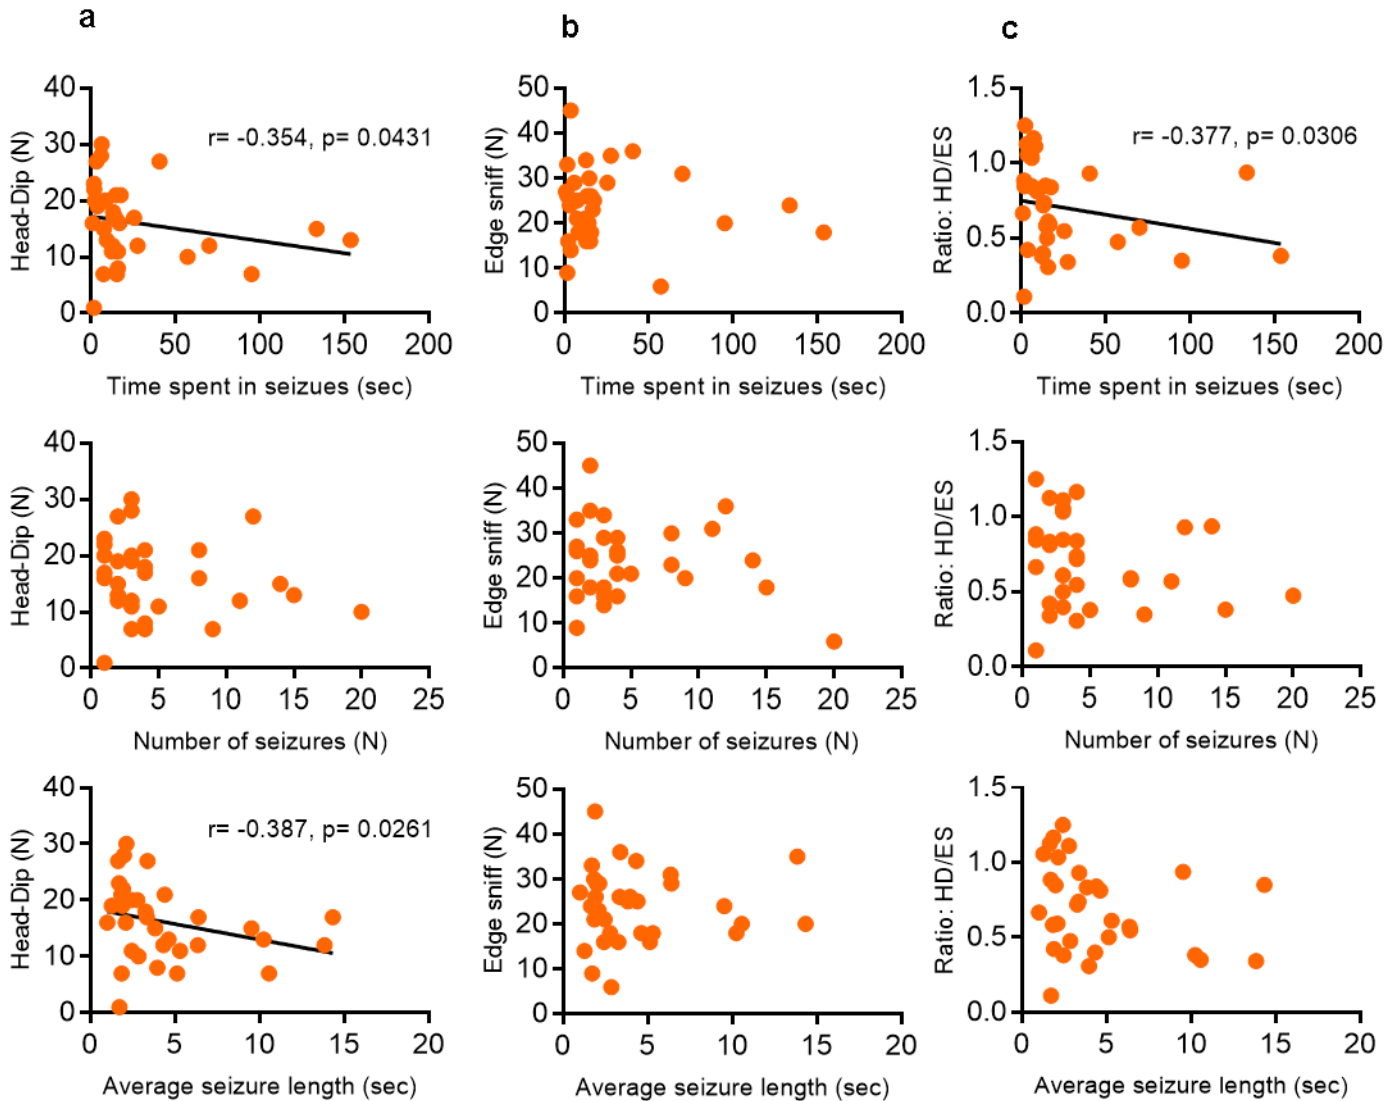 a
b
c
40
30
20
10
0
Head-Dip (N)
r= -0.354, p= 0.0431
0 50 100 150 200
Time spent in seizues (sec)
50
40
30
20
10
0
Edge sniff (N)
0 50 100 150 200
Time spent in seizues (sec)
1.5
1.0
0.5
0.0
Ratio: HD/ES
r= -0.377, p= 0.0306
0 50 100 150 200
Time spent in seizues (sec)
40
30
20
10
0
Head-Dip (N)
0 5 10 15 20 25
Number of seizures (N)
50
40
30
20
10
0
Edge sniff (N)
0 5 10 15 20 25
Number of seizures (N)
1.5
1.0
0.5
0.0
Ratio: HD/ES
0 5 10 15 20 25
Number of seizures (N)
40
30
20
10
0
Head-Dip (N)
r= -0.387, p= 0.0261
0 5 10 15 20
Average seizure length (sec)
50
40
30
20
10
0
Edge sniff (N)
0 5 10 15 20
Average seizure length (sec)
1.5
1.0
0.5
0.0
Ratio: HD/ES
0 5 10 15 20
Average seizure length (sec)